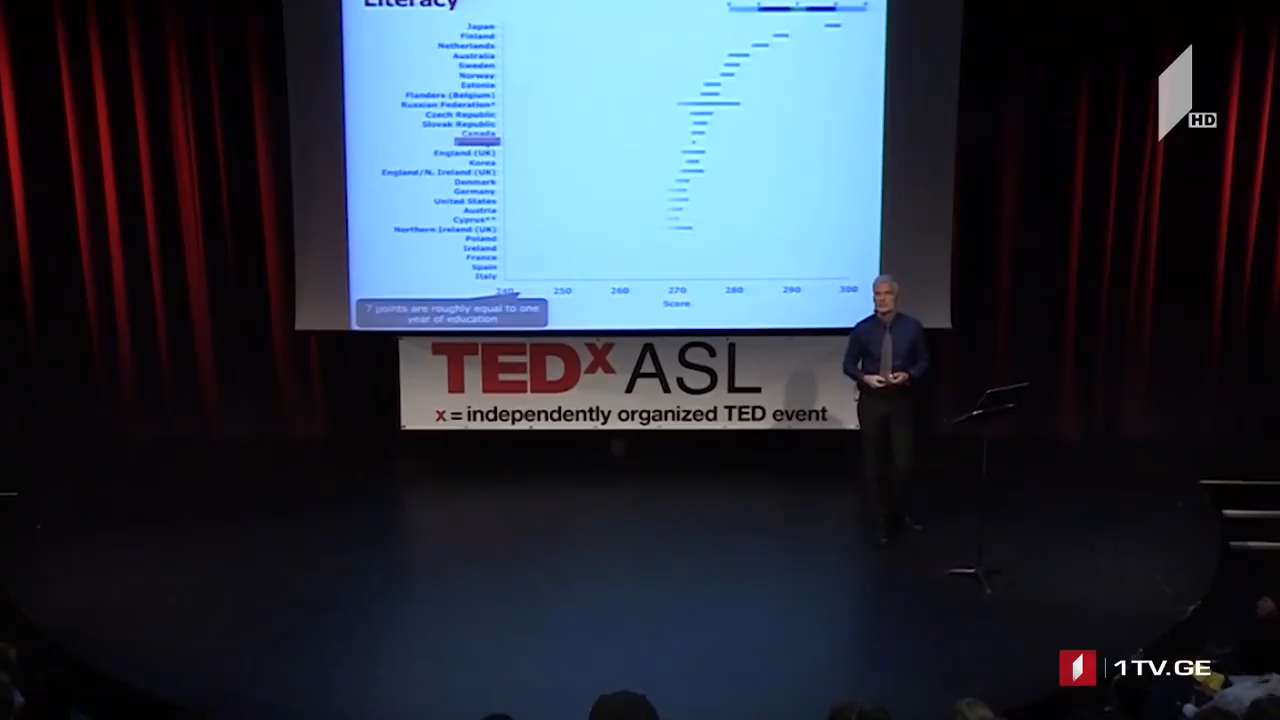 Literacy
Japan
Finland
Netherlands
Australia
Sweden
Norway
Estonia
Flanders (Belgium)
Russian Federation*
Czech Republic
Slovak Republic
Canada
England (UK)
Korea
England/N. Ireland (UK)
Denmark
Germany
United States
Austria
Cyprus**
Northern Ireland (UK)
Poland
Ireland
France
Spain
Italy
240 250 260 270 280 290 300
Score
7 points are roughly equal to one
year of education
TEDx ASL
x = independently organized TED event
HD
1TV.GE